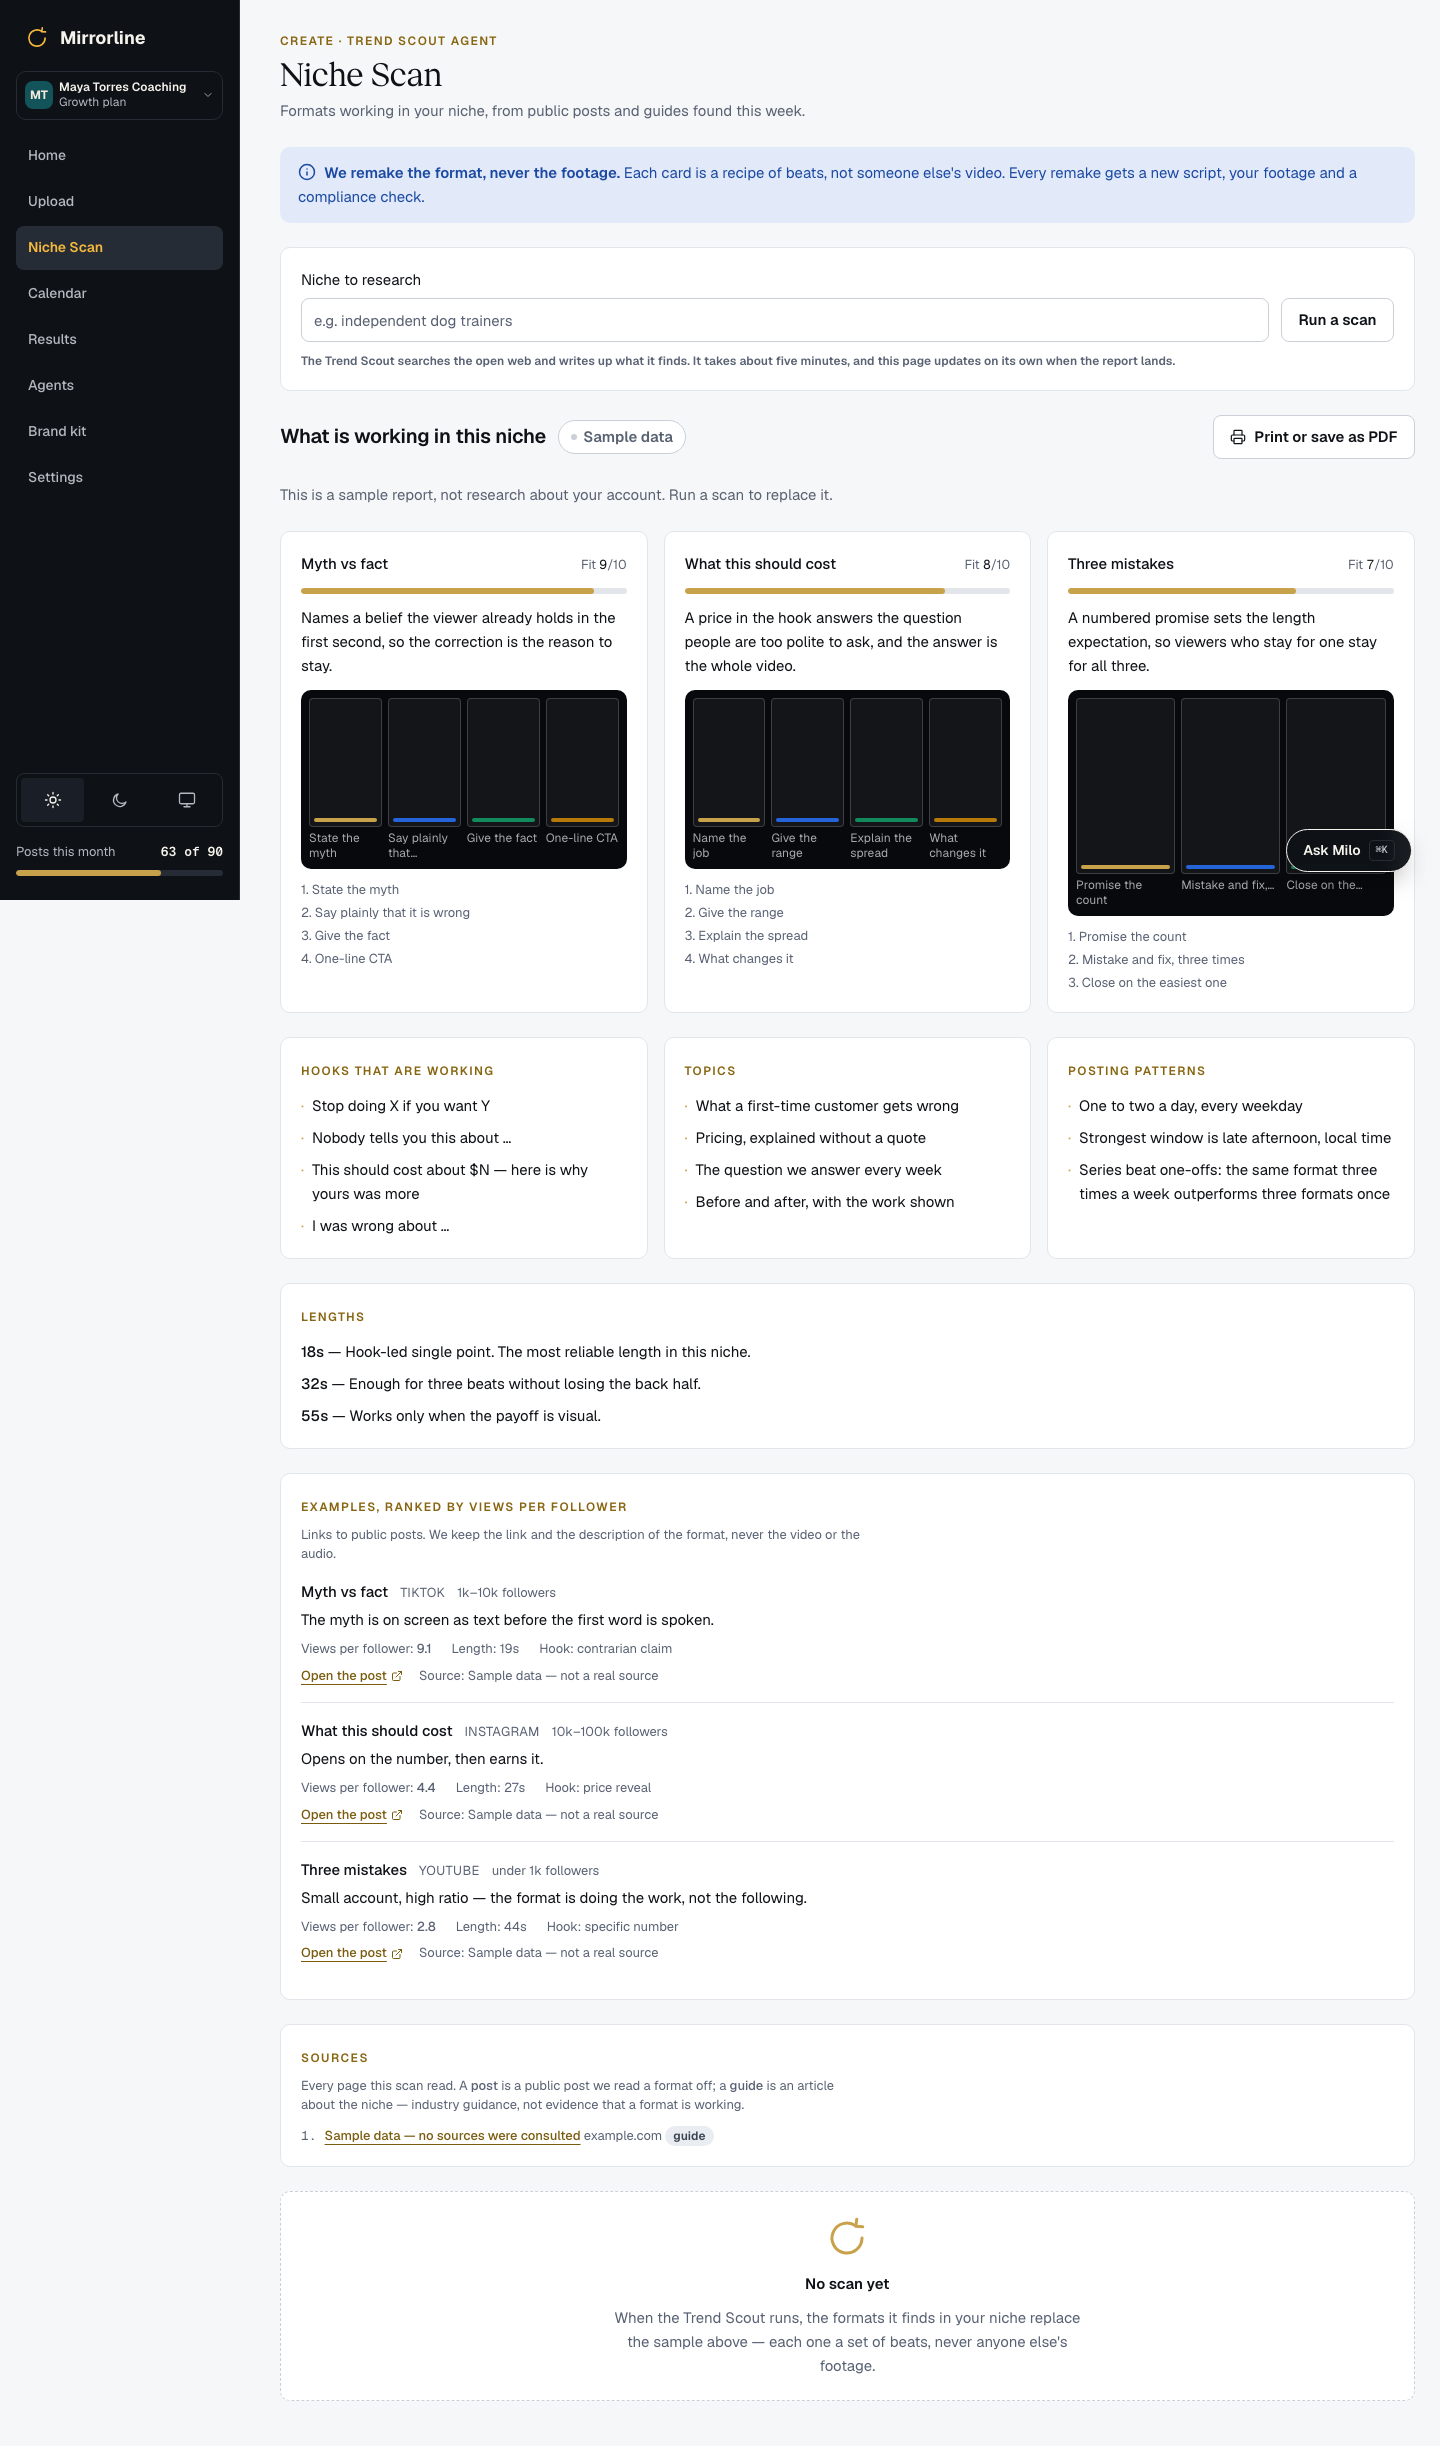 Mirrorline
MT
Maya Torres Coaching
Growth plan
Home
Upload
Niche Scan
Calendar
Results
Agents
Brand kit
Settings
Posts this month 63 of 90
CREATE · TREND SCOUT AGENT
Niche Scan
Formats working in your niche, from public posts and guides found this week.
We remake the format, never the footage. Each card is a recipe of beats, not someone else's video. Every remake gets a new script, your footage and a
compliance check.
Niche to research
e.g. independent dog trainers
Run a scan
The Trend Scout searches the open web and writes up what it finds. It takes about five minutes, and this page updates on its own when the report lands.
What is working in this niche
Sample data
Print or save as PDF
This is a sample report, not research about your account. Run a scan to replace it.
Myth vs fact Fit 9/10
Names a belief the viewer already holds in the
first second, so the correction is the reason to
stay.
State the
myth
Say plainly
that…
Give the fact
One-line CTA
1. State the myth
2. Say plainly that it is wrong
3. Give the fact
4. One-line CTA
What this should cost Fit 8/10
A price in the hook answers the question
people are too polite to ask, and the answer is
the whole video.
Name the
job
Give the
range
Explain the
spread
What
changes it
1. Name the job
2. Give the range
3. Explain the spread
4. What changes it
Three mistakes Fit 7/10
A numbered promise sets the length
expectation, so viewers who stay for one stay
for all three.
Promise the
count
Mistake and fix,…
Close on the…
Ask Milo ⌘K
1. Promise the count
2. Mistake and fix, three times
3. Close on the easiest one
HOOKS THAT ARE WORKING
· Stop doing X if you want Y
· Nobody tells you this about …
· This should cost about $N — here is why
yours was more
· I was wrong about …
TOPICS
· What a first-time customer gets wrong
· Pricing, explained without a quote
· The question we answer every week
· Before and after, with the work shown
POSTING PATTERNS
· One to two a day, every weekday
· Strongest window is late afternoon, local time
· Series beat one-offs: the same format three
times a week outperforms three formats once
LENGTHS
18s — Hook-led single point. The most reliable length in this niche.
32s — Enough for three beats without losing the back half.
55s — Works only when the payoff is visual.
EXAMPLES, RANKED BY VIEWS PER FOLLOWER
Links to public posts. We keep the link and the description of the format, never the video or the
audio.
Myth vs fact TIKTOK 1k–10k followers
The myth is on screen as text before the first word is spoken.
Views per follower: 9.1 Length: 19s Hook: contrarian claim
Open the post Source: Sample data — not a real source
What this should cost INSTAGRAM 10k–100k followers
Opens on the number, then earns it.
Views per follower: 4.4 Length: 27s Hook: price reveal
Open the post Source: Sample data — not a real source
Three mistakes YOUTUBE under 1k followers
Small account, high ratio — the format is doing the work, not the following.
Views per follower: 2.8 Length: 44s Hook: specific number
Open the post Source: Sample data — not a real source
SOURCES
Every page this scan read. A post is a public post we read a format off; a guide is an article
about the niche — industry guidance, not evidence that a format is working.
1. Sample data — no sources were consulted example.com guide
No scan yet
When the Trend Scout runs, the formats it finds in your niche replace
the sample above — each one a set of beats, never anyone else's
footage.